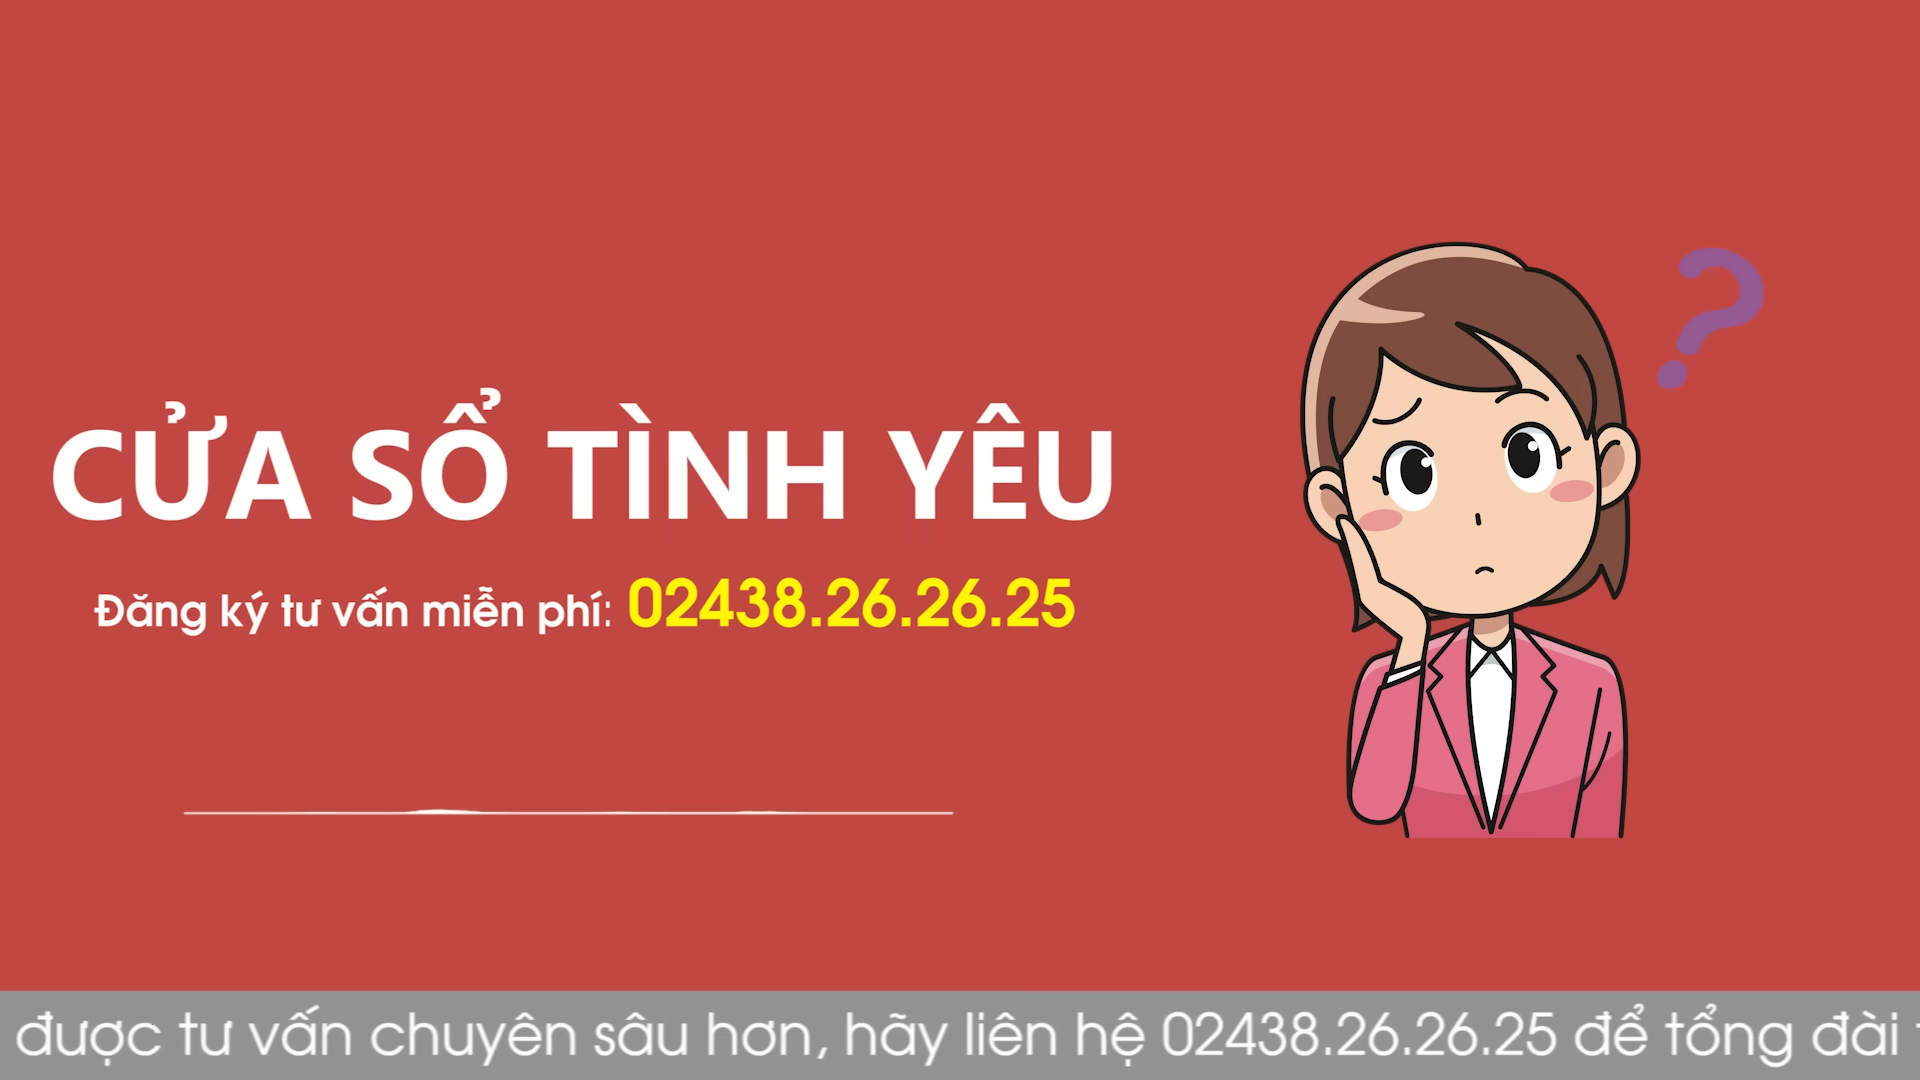 CỬA SỔ TÌNH YÊU
Đăng ký tư vấn miễn phí: 02438.26.26.25
?
được tư vấn chuyên sâu hơn, hãy liên hệ 02438.26.26.25 để tổng đài